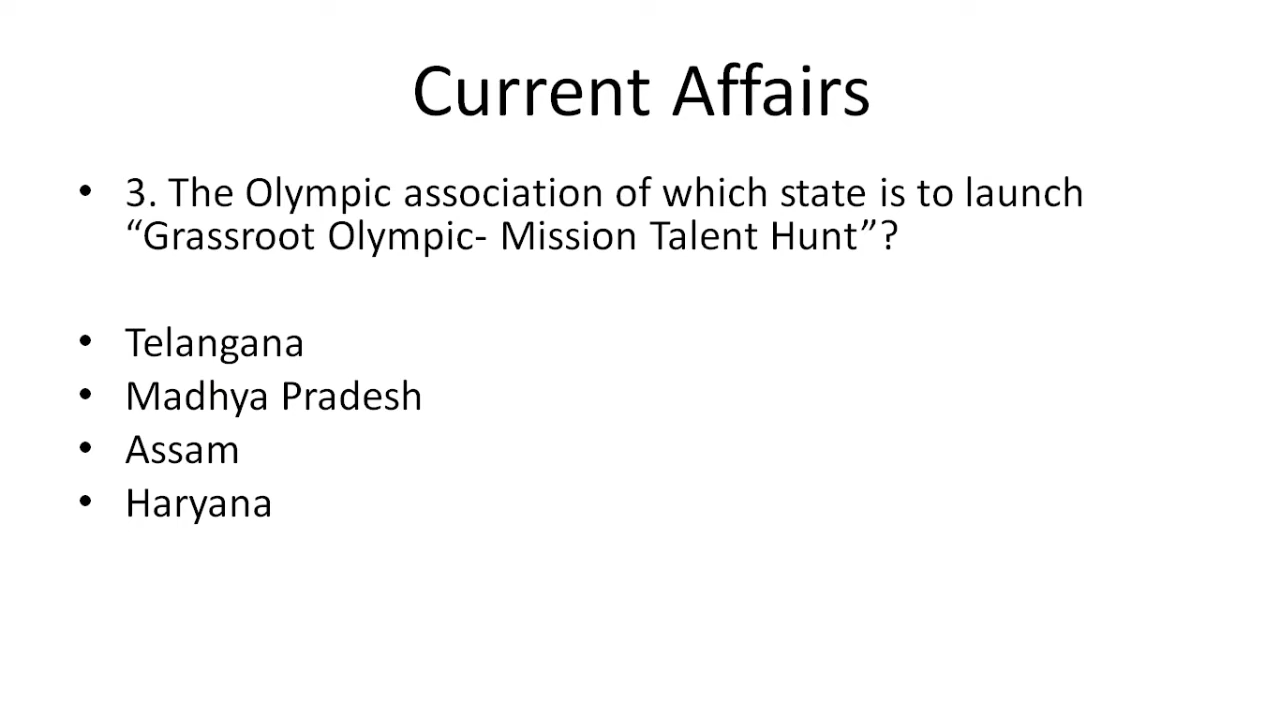 Current Affairs
• 3. The Olympic association of which state is to launch
“Grassroot Olympic- Mission Talent Hunt”?
• Telangana
• Madhya Pradesh
• Assam
• Haryana